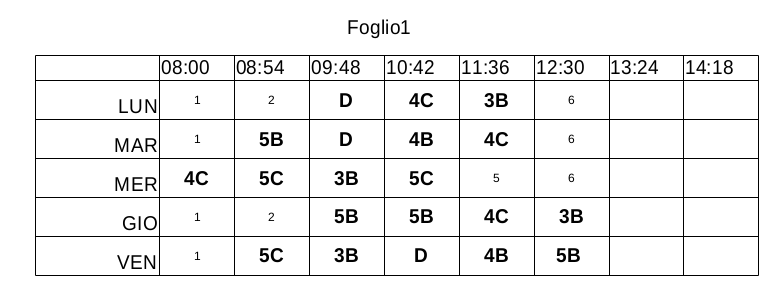 Foglio1
08:00 08:54 09:48 10:42 11:36 12:30 13:24 14:18
LUN 1 2 D 4C 3B 6
MAR 1 5B D 4B 4C 6
MER 4C 5C 3B 5C 5 6
GIO 1 2 5B 5B 4C 3B
VEN 1 5C 3B D 4B 5B